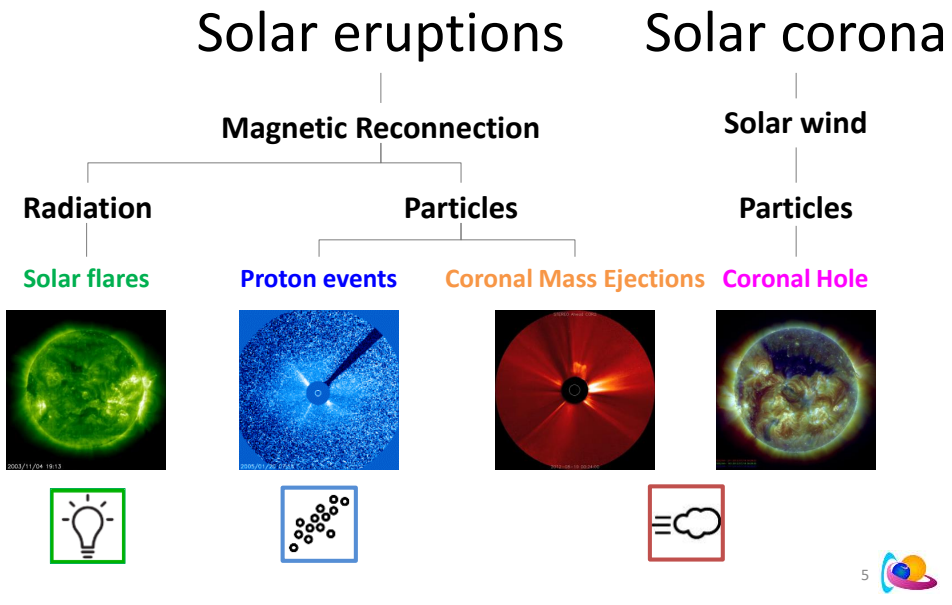 Solar eruptions
Solar corona
Magnetic Reconnection
Solar wind
Radiation
Particles
Particles
Solar flares
Proton events
Coronal Mass Ejections
Coronal Hole
2003/11/04 19:13
5